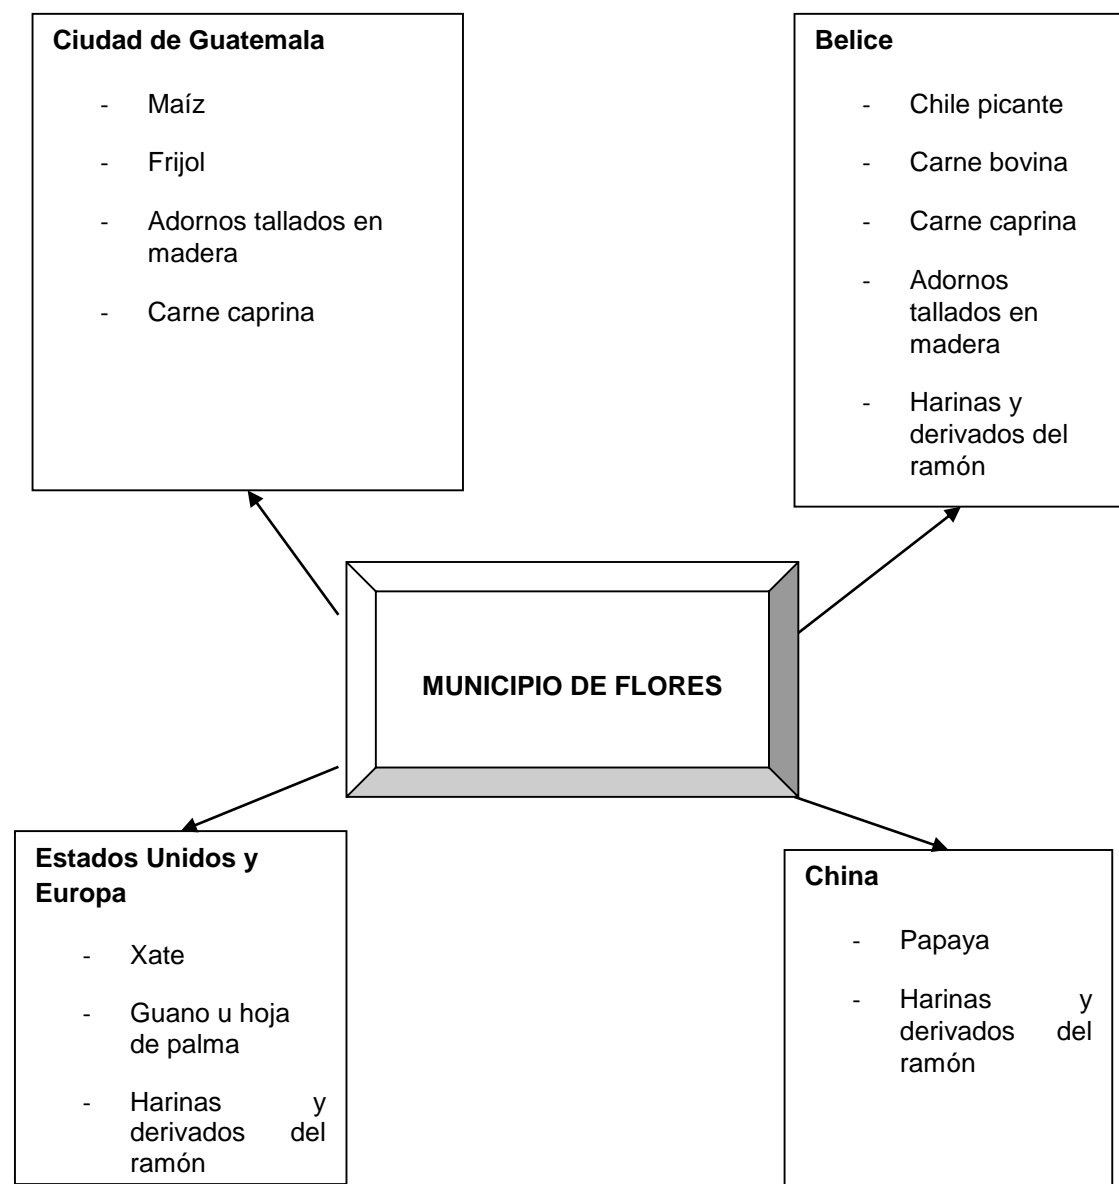 Ciudad de Guatemala
- Maíz
- Frijol
- Adornos tallados en
madera
- Carne caprina
Belice
- Chile picante
- Carne bovina
- Carne caprina
- Adornos
tallados en
madera
- Harinas y
derivados del
ramón
MUNICIPIO DE FLORES
Estados Unidos y
Europa
- Xate
- Guano u hoja
de palma
- Harinas y
derivados del
ramón
China
- Papaya
- Harinas y
derivados del
ramón